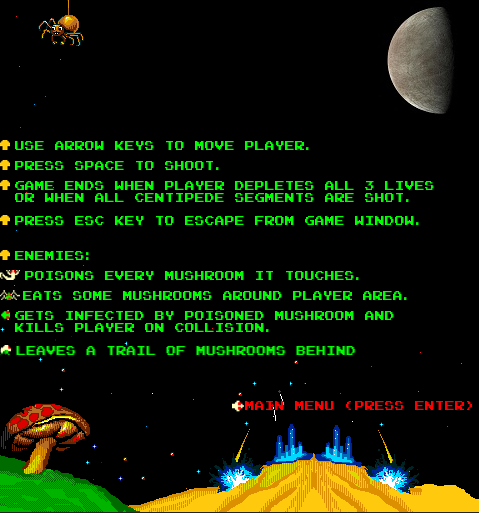 USE ARROW KEYS TO MOVE PLAYER.
PRESS SPACE TO SHOOT.
GAME ENDS WHEN PLAYER DEPLETES ALL 3 LIVES
OR WHEN ALL CENTIPEDE SEGMENTS ARE SHOT.
PRESS ESC KEY TO ESCAPE FROM GAME WINDOW.
ENEMIES:
POISONS EVERY MUSHROOM IT TOUCHES.
EATS SOME MUSHROOMS AROUND PLAYER AREA.
GETS INFECTED BY POISONED MUSHROOM AND
KILLS PLAYER ON COLLISION.
LEAVES A TRAIL OF MUSHROOMS BEHIND
MAIN MENU (PRESS ENTER)